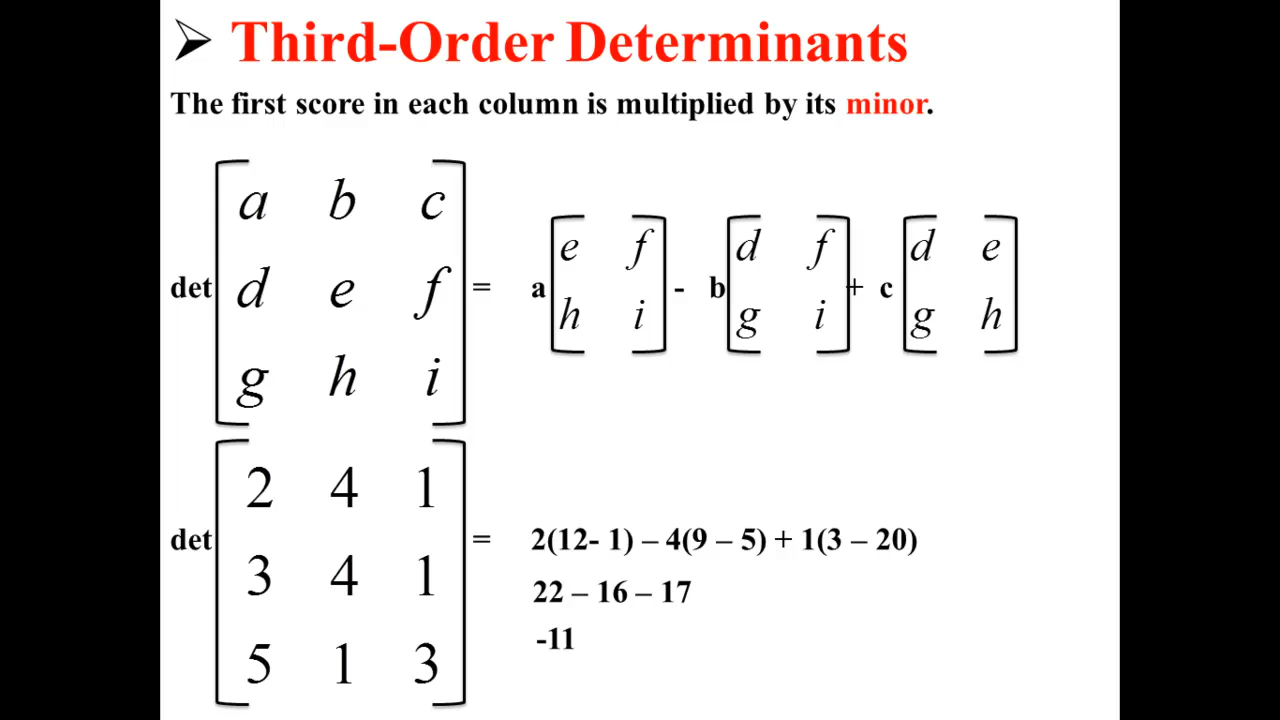 ➢ Third-Order Determinants
The first score in each column is multiplied by its minor.
a b c
e f d f d e
det d e f = a - b + c
h i g i g h
g h i
2 4 1
det 3 4 1 = 2(12- 1) – 4(9 – 5) + 1(3 – 20)
22 – 16 – 17
-11
5 1 3